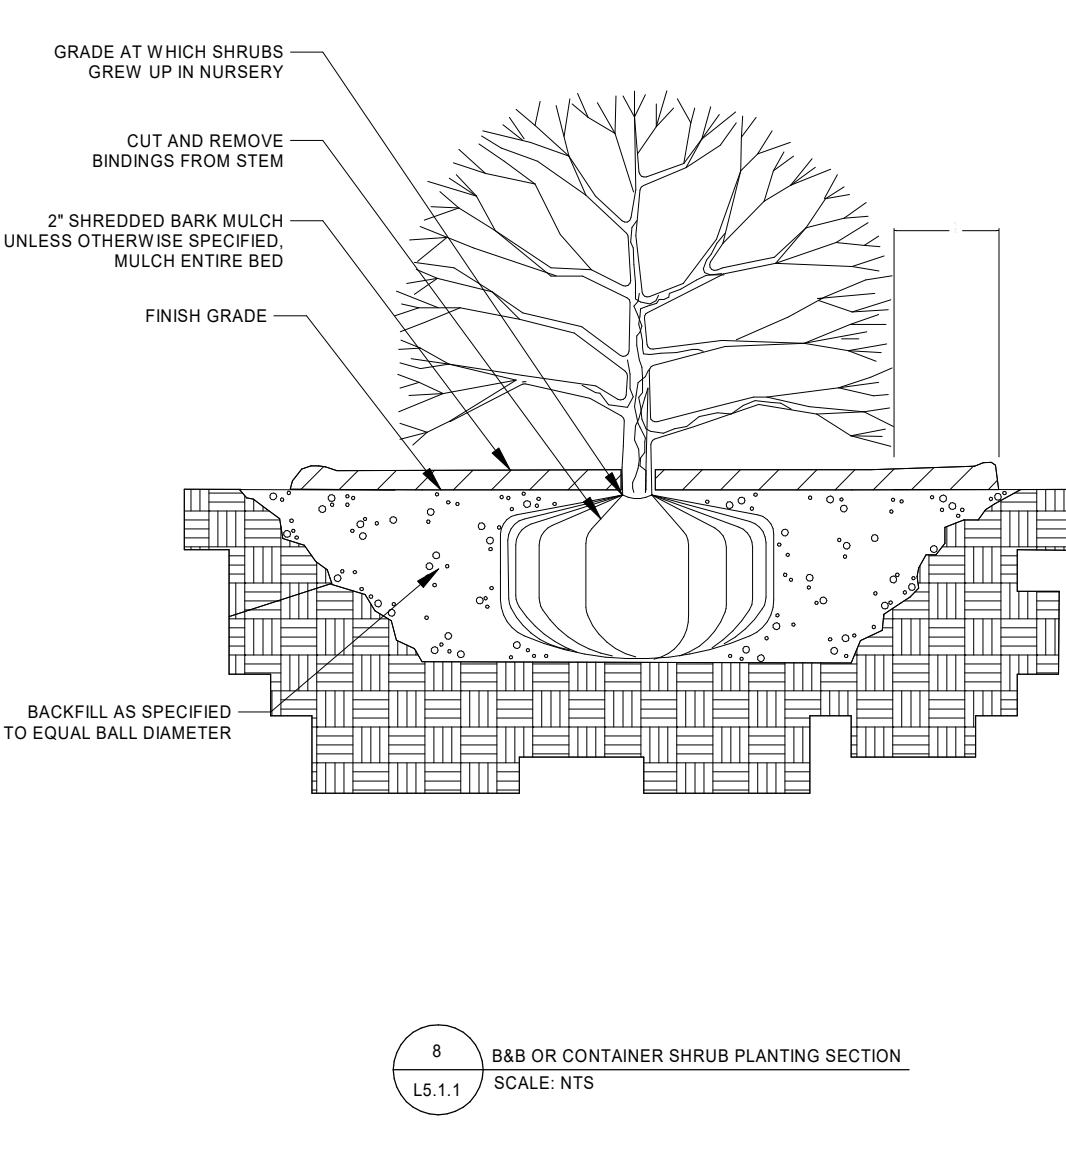 GRADE AT WHICH SHRUBS
GREW UP IN NURSERY
CUT AND REMOVE
BINDINGS FROM STEM
2" SHREDDED BARK MULCH
UNLESS OTHERWISE SPECIFIED,
MULCH ENTIRE BED
FINISH GRADE
BACKFILL AS SPECIFIED
TO EQUAL BALL DIAMETER
8
L5.1.1
B&B OR CONTAINER SHRUB PLANTING SECTION
SCALE: NTS